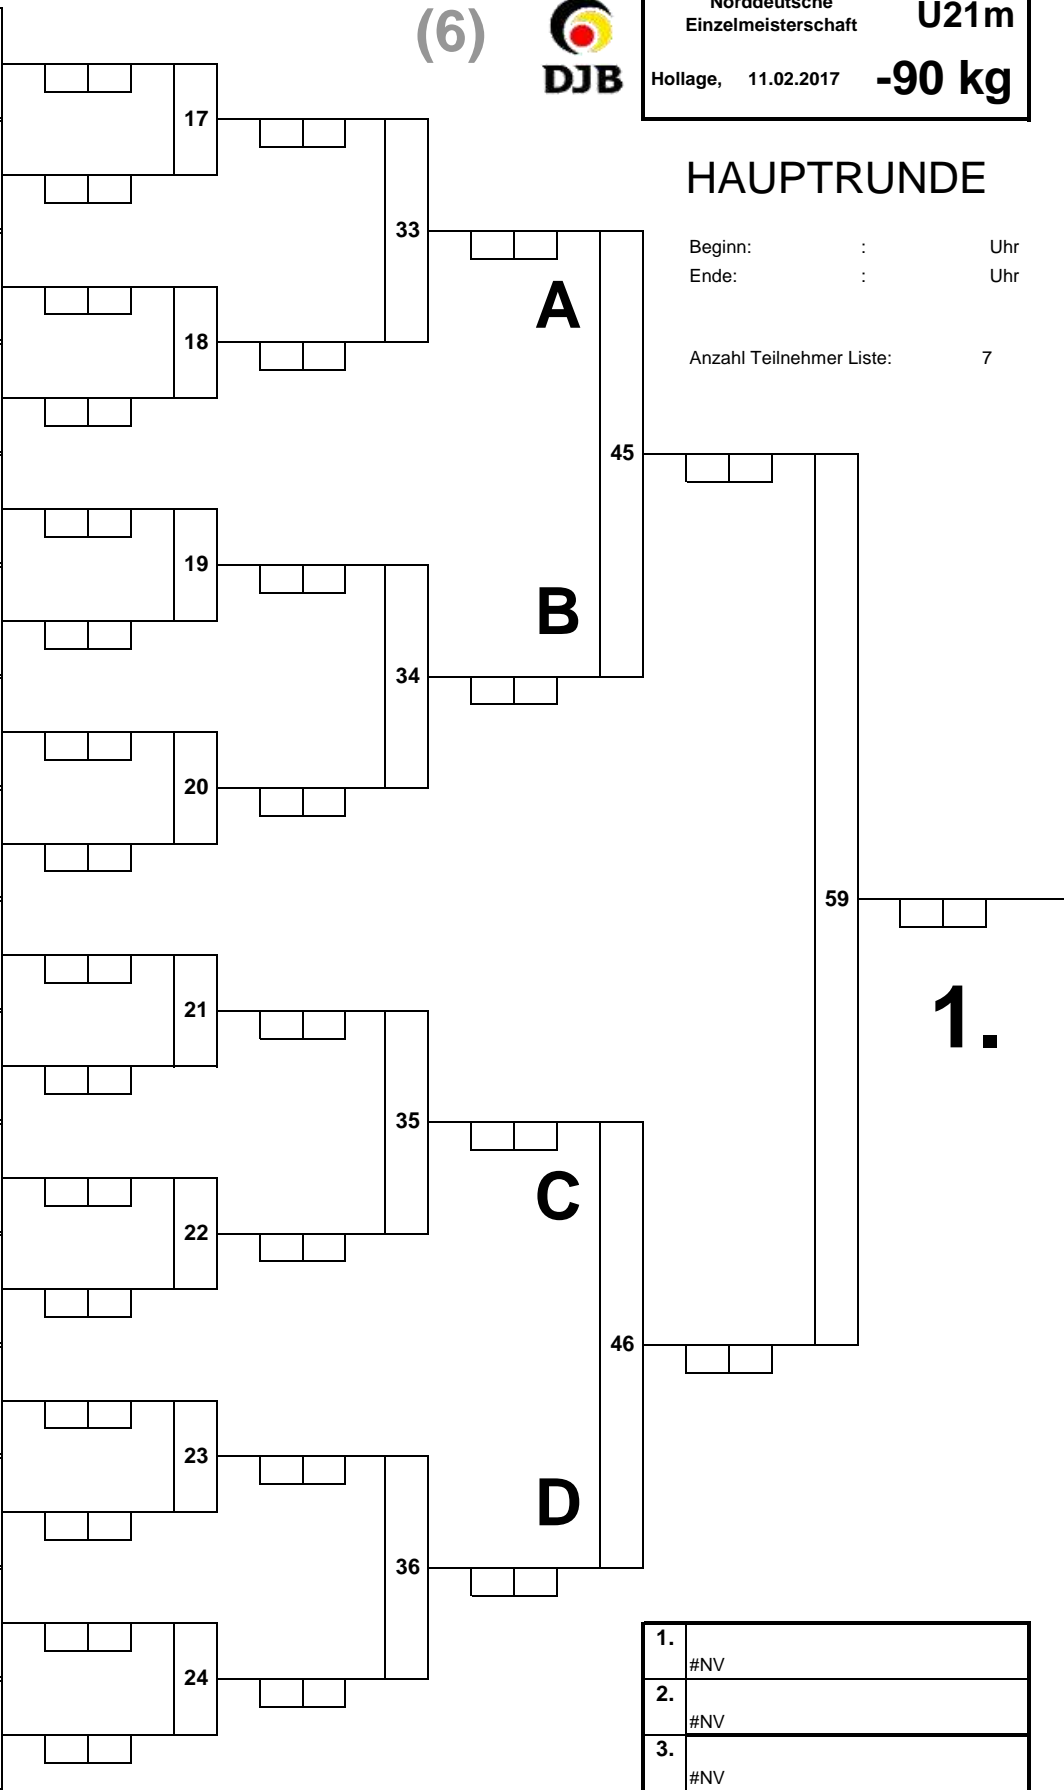 (6)
DJB
Norddeutsche
Einzelmeisterschaft
U21m
Hollage, 11.02.2017
-90 kg
HAUPTRUNDE
Beginn: : Uhr
Ende: : Uhr
Anzahl Teilnehmer Liste: 7
17
33
A
18
45
19
B
34
20
59
1.
21
35
C
22
46
23
D
36
24
1.
#NV
2.
#NV
3.
#NV